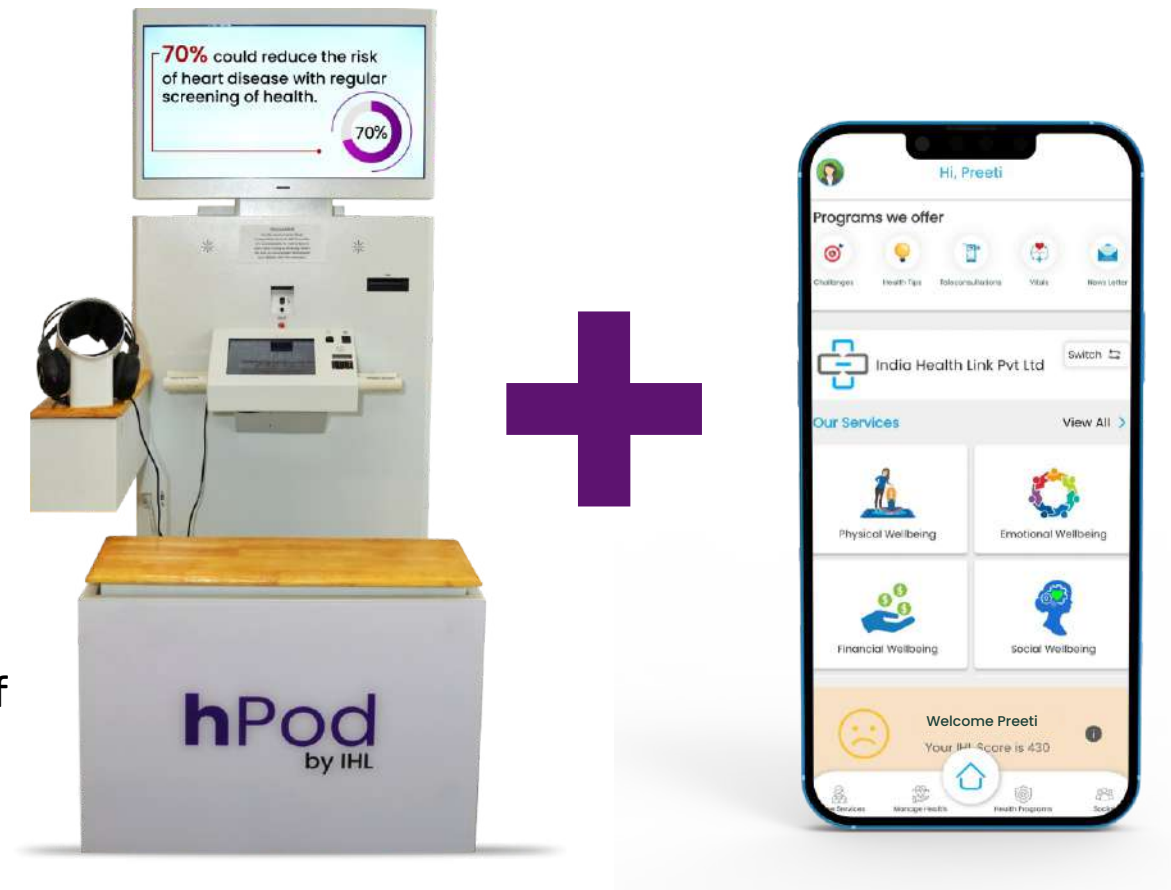 70% could reduce the risk
of heart disease with regular
screening of health.
70%
f
hPod
by IHL
Hi, Preeti
Programs we offer
Challenges
Health Tips
Teleconsultations
Vitals
News Letter
India Health Link Pvt Ltd
Switch
Our Services
View All >
Physical Wellbeing
Emotional Wellbeing
Financial Wellbeing
Social Wellbeing
Welcome Preeti
Your IHL Score is 430
Services
Manage Health
Health Programs
Social